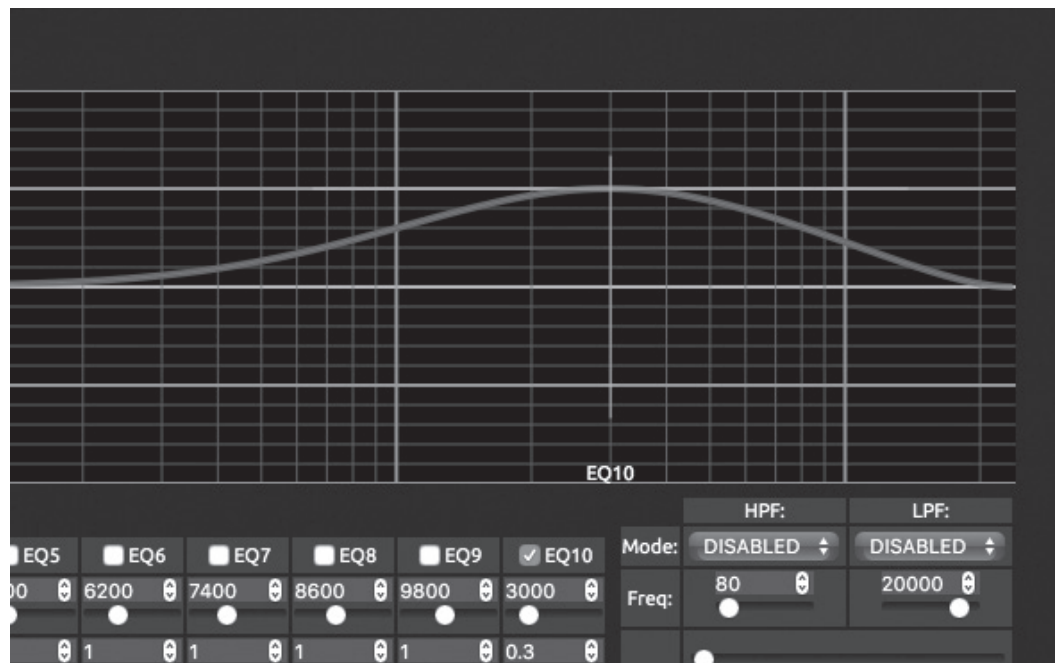 EQ10
HPF: LPF:
EQ5 EQ6 EQ7 EQ8 EQ9 EQ10 Mode: DISABLED DISABLED
00 6200 7400 8600 9800 3000 Freq: 80 20000
1 1 1 1 0.3